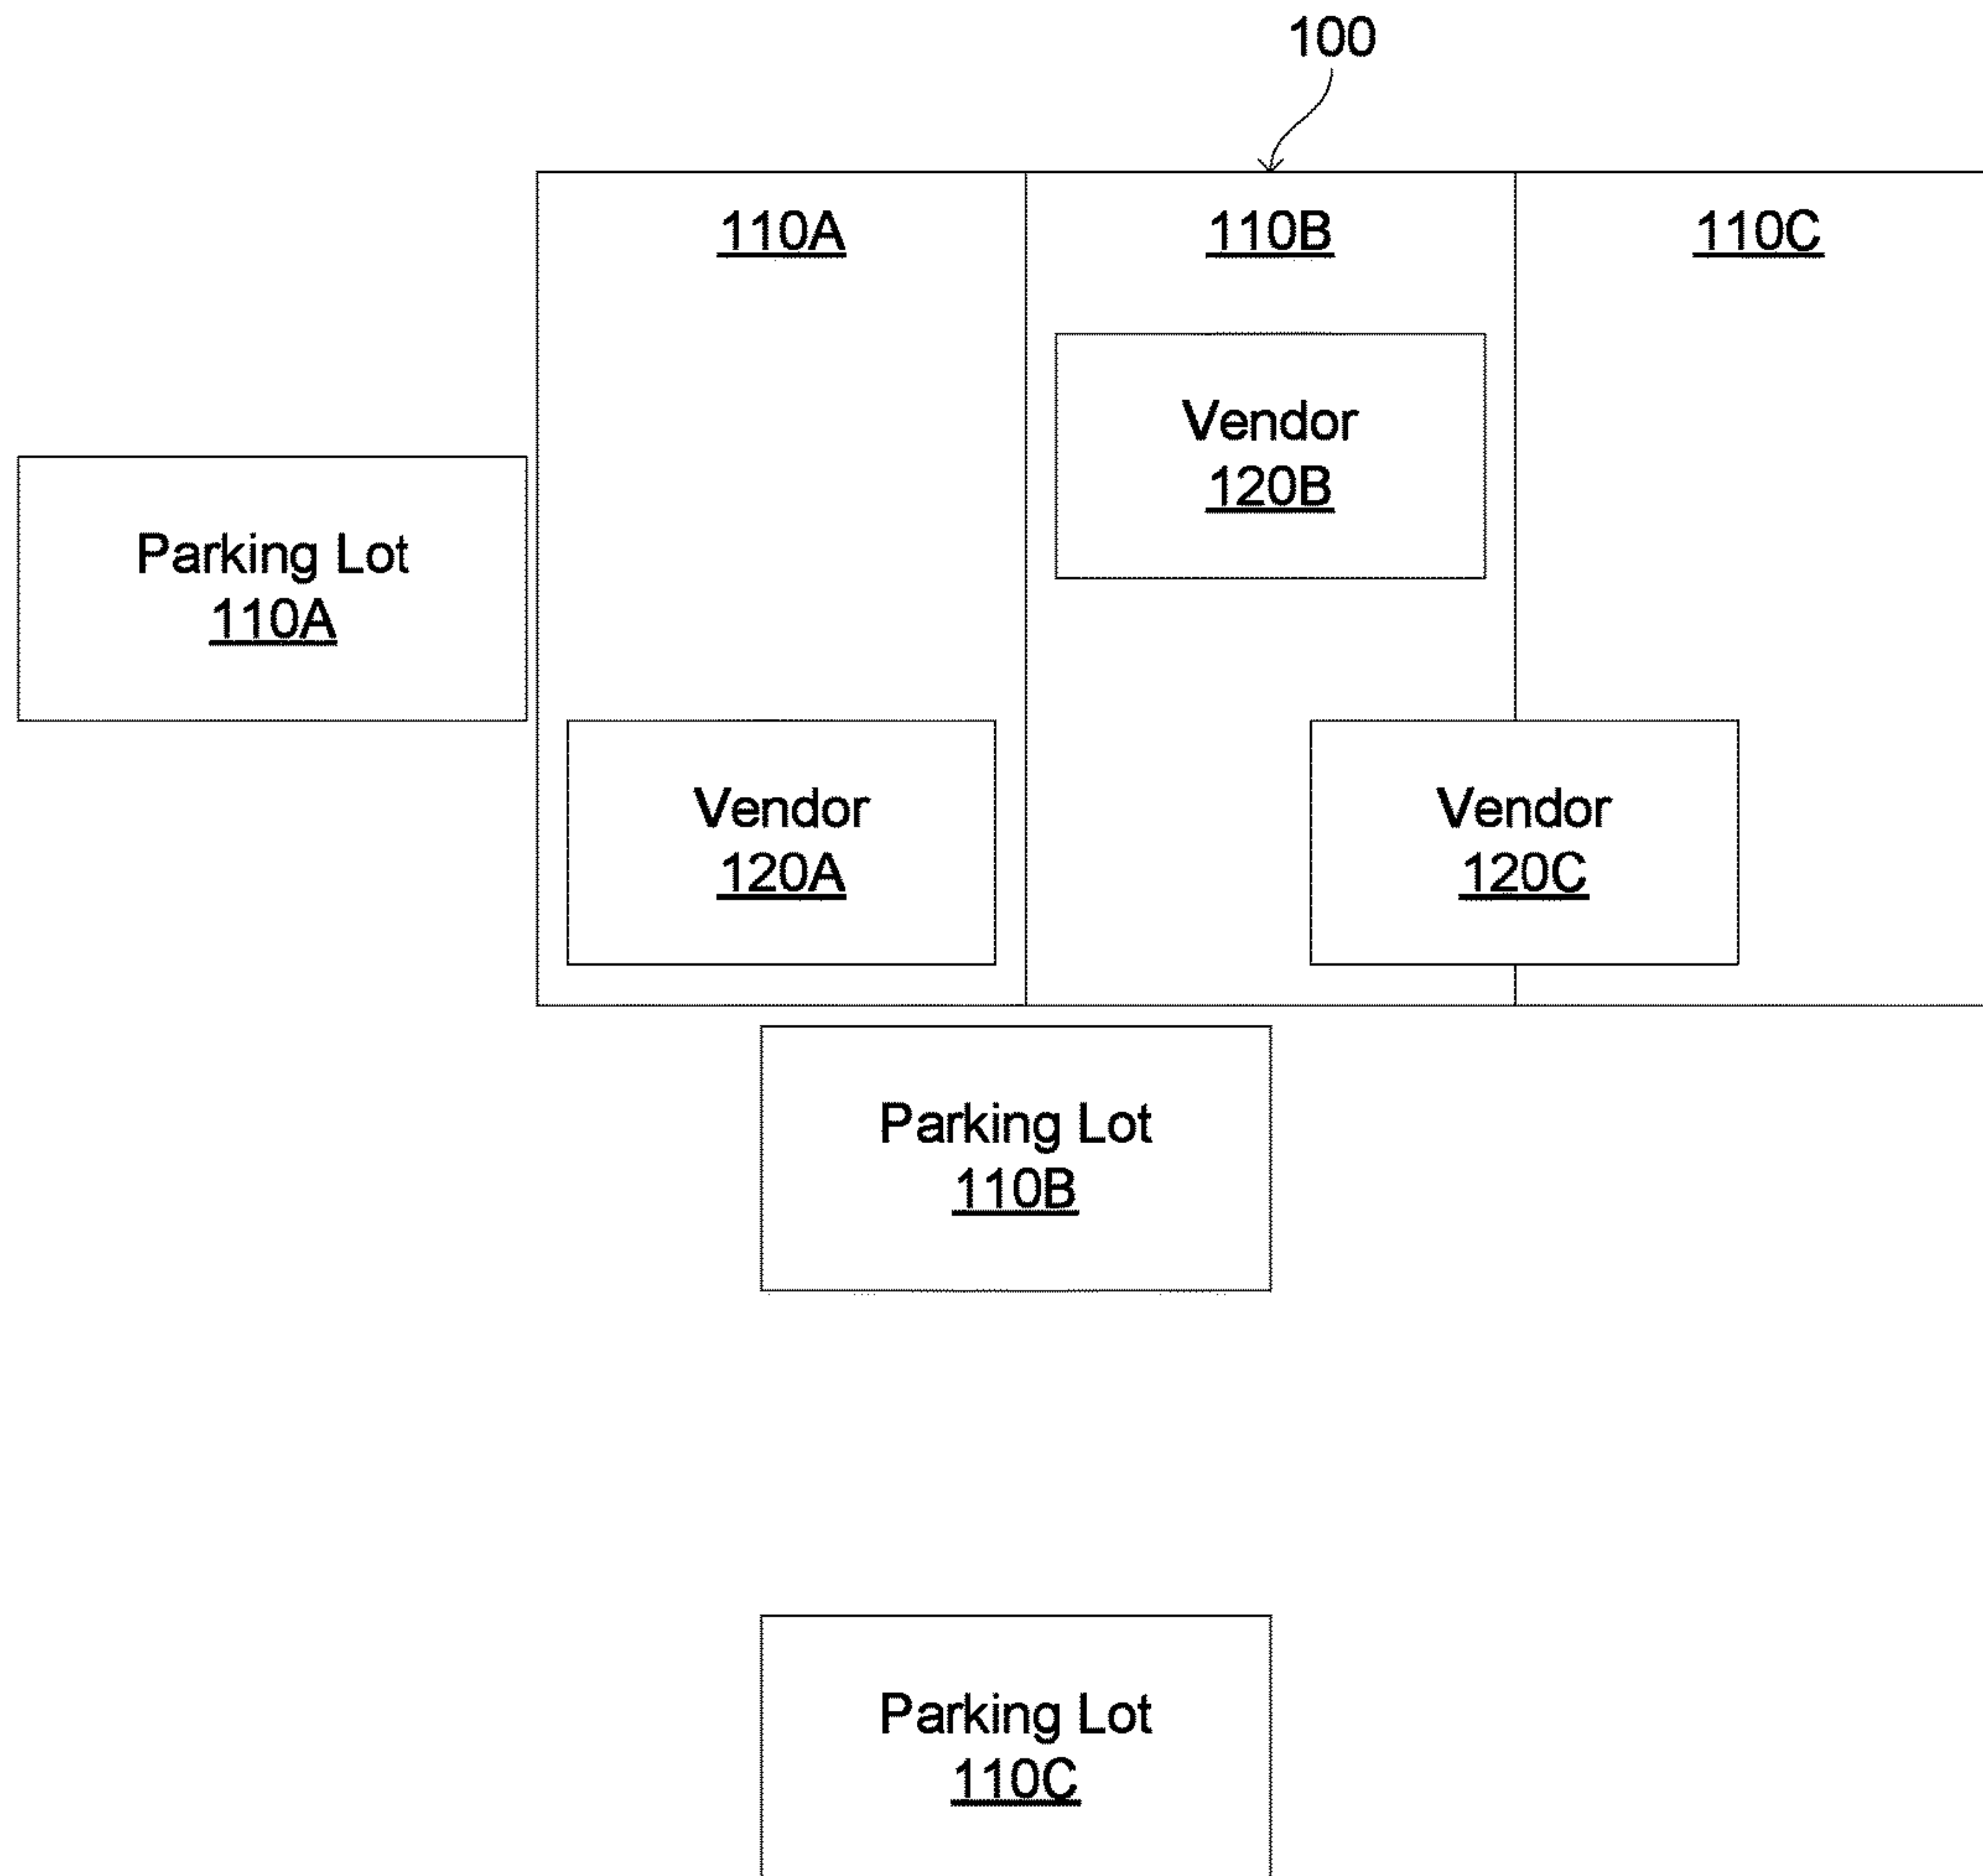 100
110A
110B
110C
Vendor
120B
Parking Lot
110A
Vendor
120A
Vendor
120C
Parking Lot
110B
Parking Lot
110C